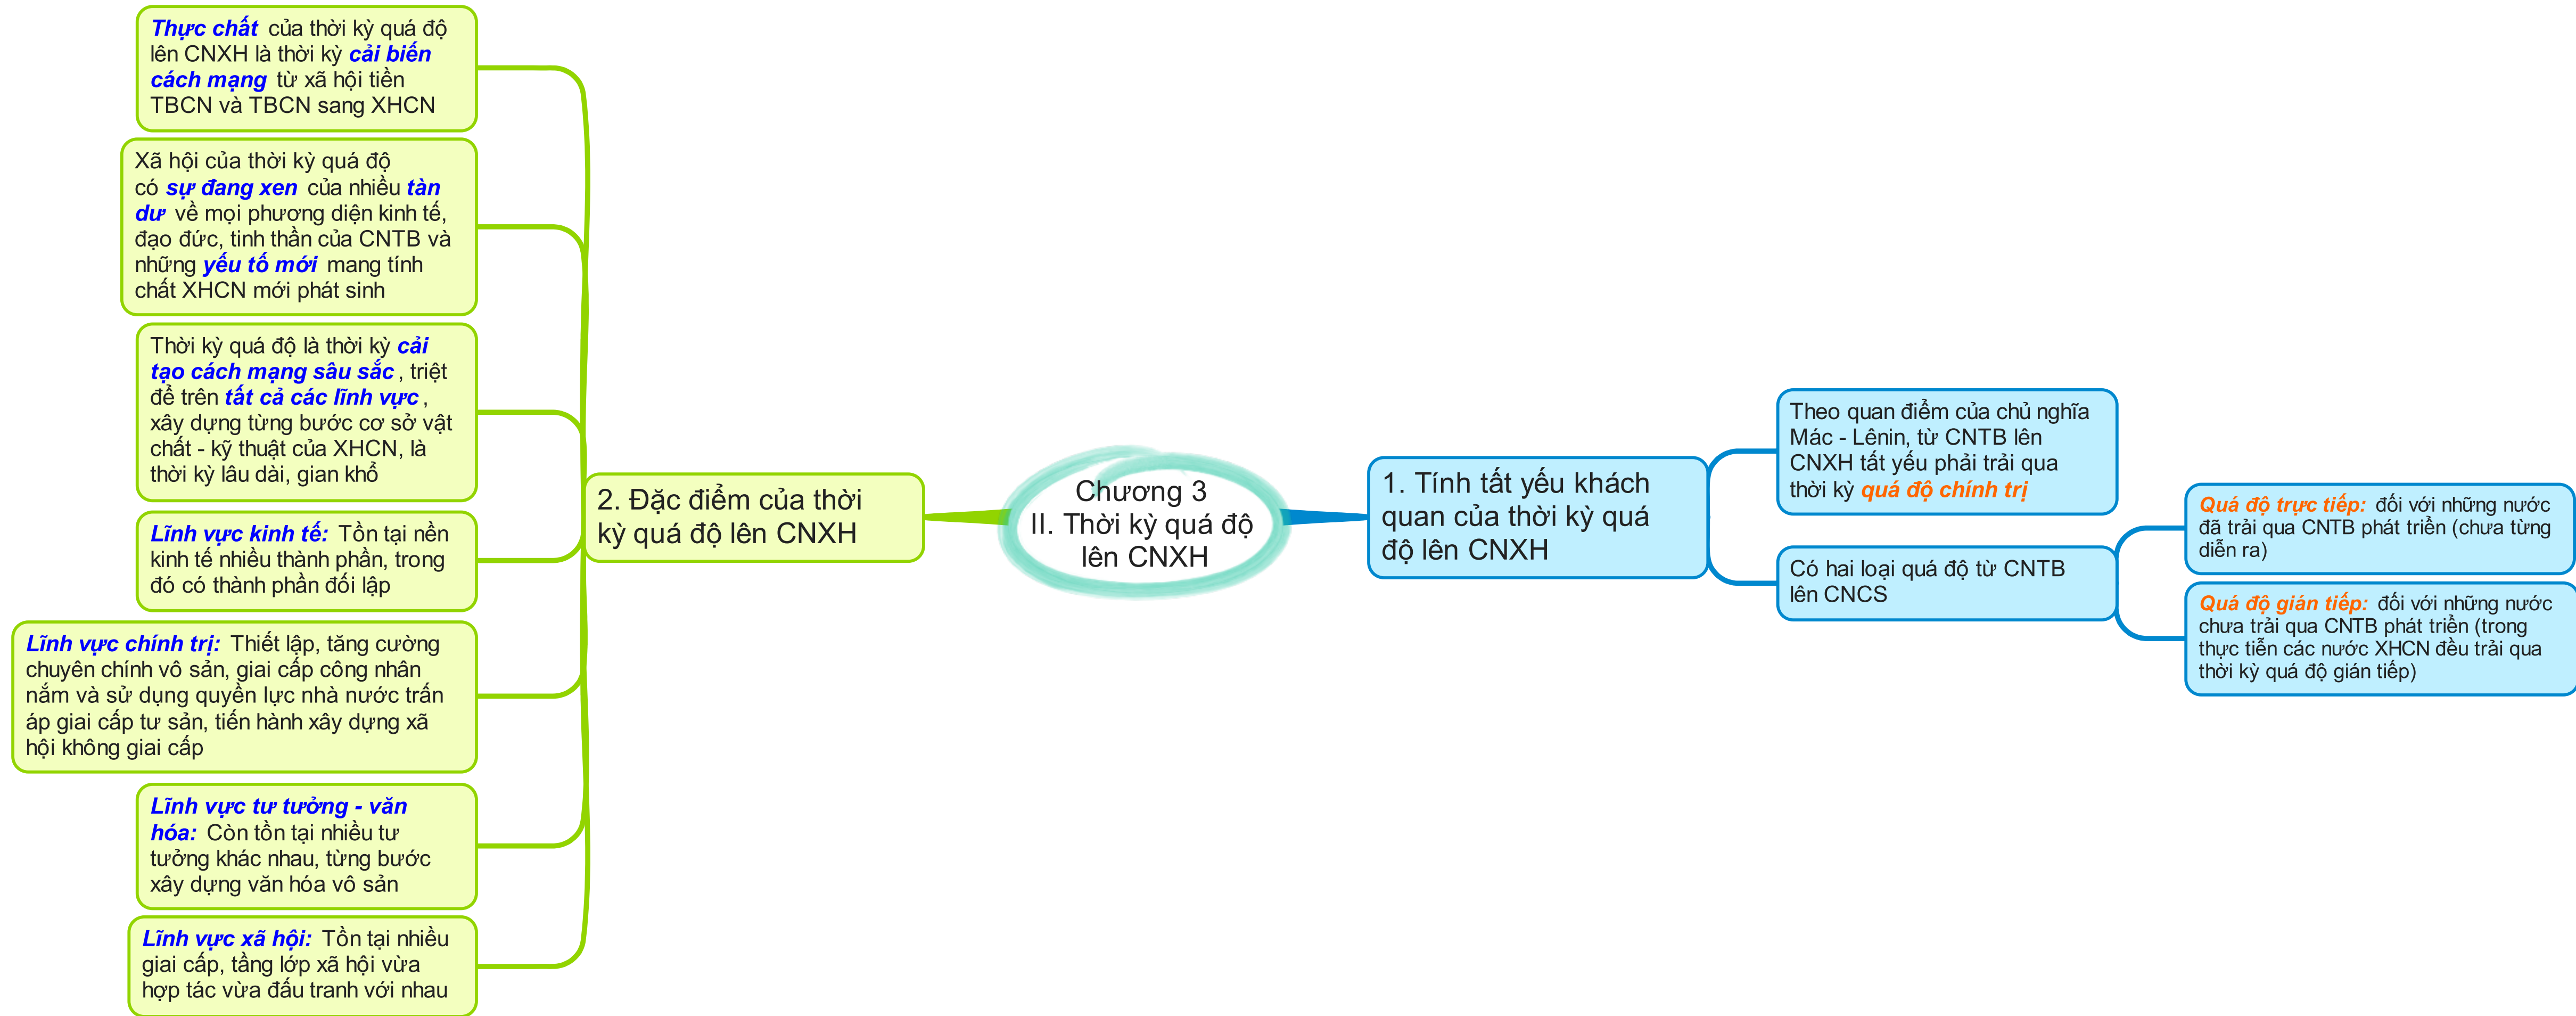 Chương 3
II. Thời kỳ quá độ
lên CNXH
1. Tính tất yếu khách
quan của thời kỳ quá
độ lên CNXH
Theo quan điểm của chủ nghĩa
Mác - Lênin, từ CNTB lên
CNXH tất yếu phải trải qua
thời kỳ quá độ chính trị
Có hai loại quá độ từ CNTB
lên CNCS
Quá độ trực tiếp: đối với những nước
đã trải qua CNTB phát triển (chưa từng
diễn ra)
Quá độ gián tiếp: đối với những nước
chưa trải qua CNTB phát triển (trong
thực tiễn các nước XHCN đều trải qua
thời kỳ quá độ gián tiếp)
2. Đặc điểm của thời
kỳ quá độ lên CNXH
Thực chất của thời kỳ quá độ
lên CNXH là thời kỳ cải biến
cách mạng từ xã hội tiền
TBCN và TBCN sang XHCN
Xã hội của thời kỳ quá độ
có sự đang xen của nhiều tàn
dư về mọi phương diện kinh tế,
đạo đức, tinh thần của CNTB và
những yếu tố mới mang tính
chất XHCN mới phát sinh
Thời kỳ quá độ là thời kỳ cải
tạo cách mạng sâu sắc, triệt
để trên tất cả các lĩnh vực,
xây dựng từng bước cơ sở vật
chất - kỹ thuật của XHCN, là
thời kỳ lâu dài, gian khổ
Lĩnh vực kinh tế: Tồn tại nền
kinh tế nhiều thành phần, trong
đó có thành phần đối lập
Lĩnh vực chính trị: Thiết lập, tăng cường
chuyên chính vô sản, giai cấp công nhân
nắm và sử dụng quyền lực nhà nước trấn
áp giai cấp tư sản, tiến hành xây dựng xã
hội không giai cấp
Lĩnh vực tư tưởng - văn
hóa: Còn tồn tại nhiều tư
tưởng khác nhau, từng bước
xây dựng văn hóa vô sản
Lĩnh vực xã hội: Tồn tại nhiều
giai cấp, tầng lớp xã hội vừa
hợp tác vừa đấu tranh với nhau